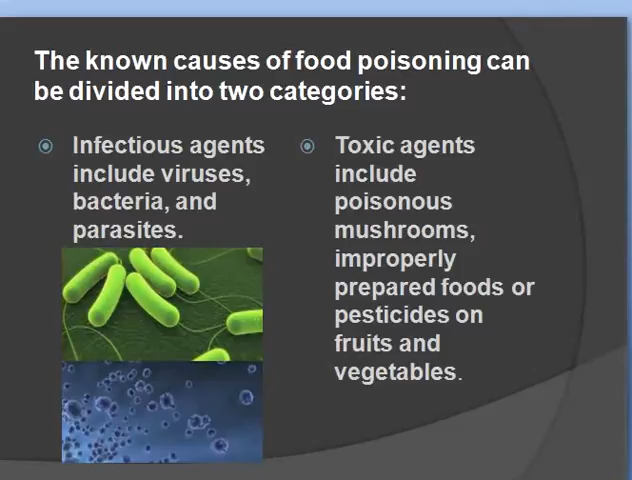 The known causes of food poisoning can
be divided into two categories:
Infectious agents
include viruses,
bacteria, and
parasites.
Toxic agents
include
poisonous
mushrooms,
improperly
prepared foods or
pesticides on
fruits and
vegetables.